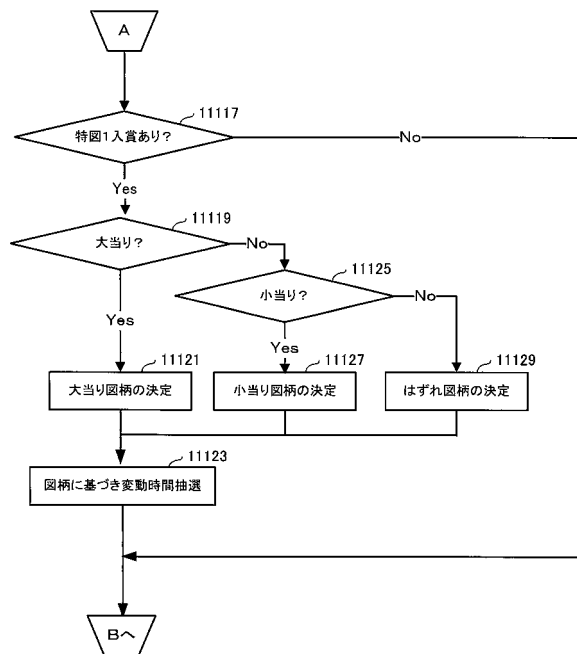 A
11117
特図1入賞あり?
No
Yes
11119
大当り?
No
11125
小当り?
No
Yes
Yes
11121
11127
11129
大当り図柄の決定
小当り図柄の決定
はずれ図柄の決定
11123
図柄に基づき変動時間抽選
Bへ